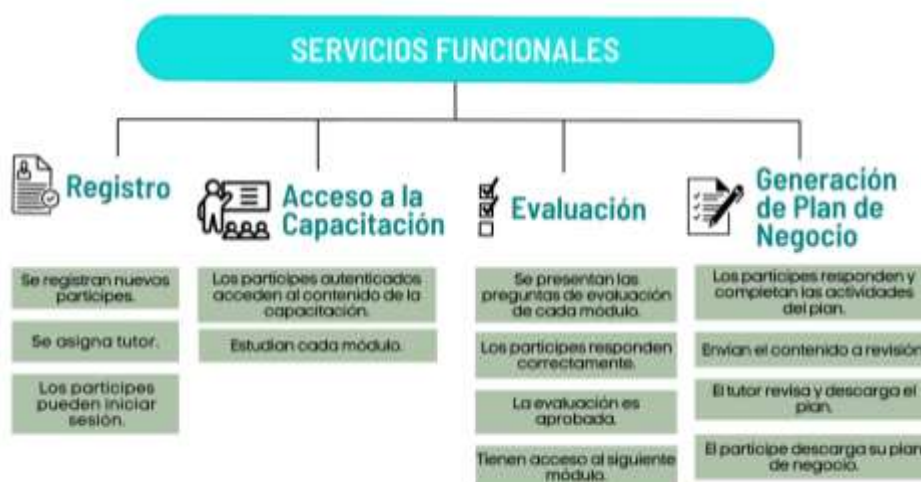 SERVICIOS FUNCIONALES
Registro
Se registran nuevos
partícipes.
Se asigna tutor.
Los partícipes
pueden iniciar
sesión.
Acceso a la
Capacitación
Los partícipes autenticados
acceden al contenido de la
capacitación.
Estudian cada módulo.
Evaluación
Se presentan las
preguntas de evaluación
de cada módulo.
Los partícipes responden
correctamente.
La evaluación es
aprobada.
Tienen acceso al siguiente
módulo.
Generación
de Plan de
Negocio
Los partícipes responden y
completan las actividades
del plan.
Envían el contenido a revisión
El tutor revisa y descarga el
plan.
El partícipe descarga su plan
de negocio.